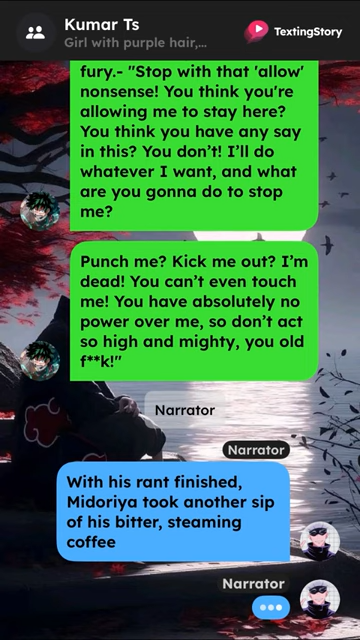 Kumar Ts
Girl with purple hair,...
TextingStory
fury.- "Stop with that 'allow'
nonsense! You think you're
allowing me to stay here?
You think you have any say
in this? You don't! I'll do
whatever I want, and what
are you gonna do to stop
me?
Punch me? Kick me out? I'm
dead! You can't even touch
me! You have absolutely no
power over me, so don't act
so high and mighty, you old
f**k!"
Narrator
Narrator
With his rant finished,
Midoriya took another sip
of his bitter, steaming
coffee
Narrator